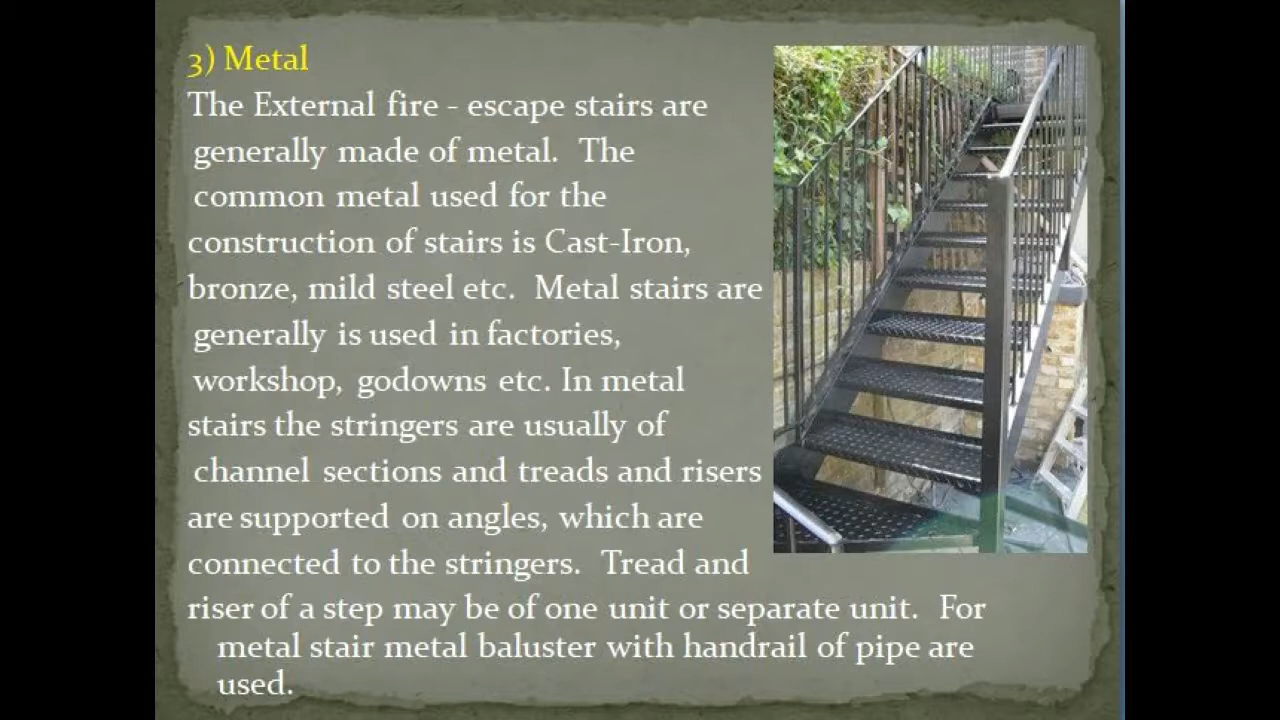 3) Metal
The External fire - escape stairs are
generally made of metal. The
common metal used for the
construction of stairs is Cast-Iron,
bronze, mild steel etc. Metal stairs are
generally is used in factories,
workshop, godowns etc. In metal
stairs the stringers are usually of
channel sections and treads and risers
are supported on angles, which are
connected to the stringers. Tread and
riser of a step may be of one unit or separate unit. For
metal stair metal baluster with handrail of pipe are
used.